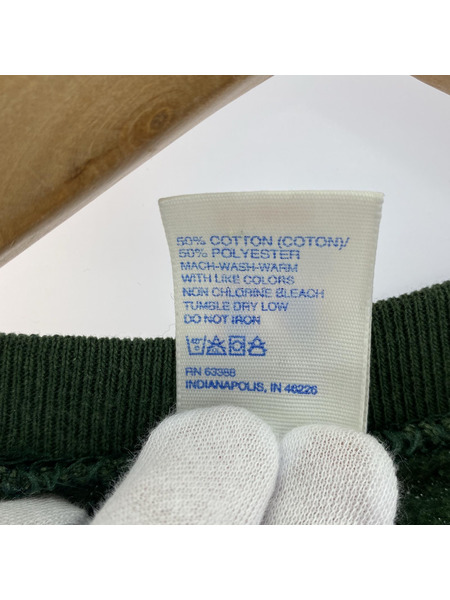 50% COTTON (COTON)/
50% POLYESTER
MACH-WASH-WARM
WITH LIKE COLORS
NON CHLORINE BLEACH
TUMBLE DRY LOW
DO NOT IRON
RN 63388
INDIANAPOLIS, IN 46226